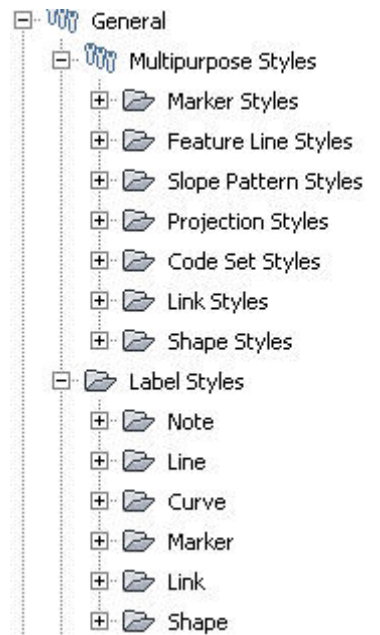 General
Multipurpose Styles
Marker Styles
Feature Line Styles
Slope Pattern Styles
Projection Styles
Code Set Styles
Link Styles
Shape Styles
Label Styles
Note
Line
Curve
Marker
Link
Shape